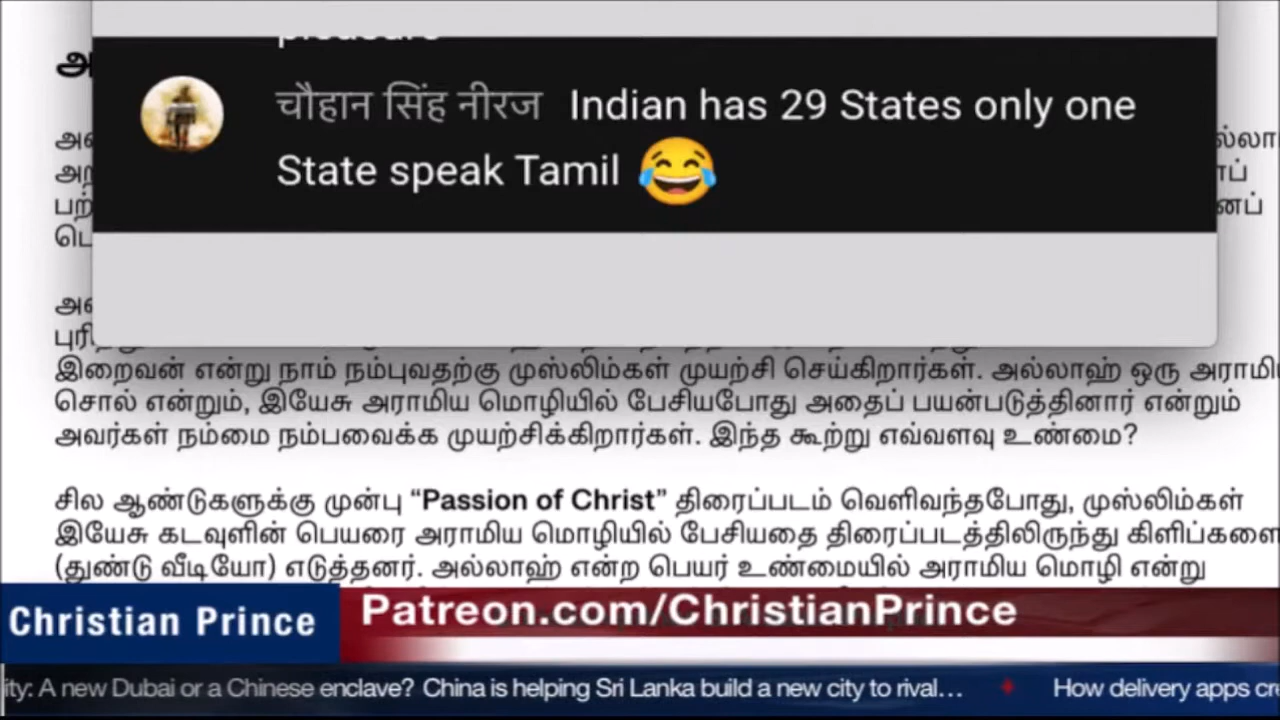 चौहान सिंह नीरज Indian has 29 States only one
State speak Tamil 😂
இறைவன் என்று நாம் நம்புவதற்கு முஸ்லிம்கள் முயற்சி செய்கிறார்கள். அல்லாஹ் ஒரு
சொல் என்றும், இயேசு அராமிய மொழியில் பேசியபோது அதைப் பயன்படுத்தினார் என்றும்
அவர்கள் நம்மை நம்பவைக்க முயற்சிக்கிறார்கள். இந்த கூற்று எவ்வளவு உண்மை?
சில ஆண்டுகளுக்கு முன்பு “Passion of Christ” திரைப்படம் வெளிவந்தபோது, முஸ்லிம்கள்
இயேசு கடவுளின் பெயரை அராமிய மொழியில் பேசியதை திரைப்படத்திலிருந்து கிளிப்களை
(துண்டு வீடியோ) எடுத்தனர். அல்லாஹ் என்ற பெயர் உண்மையில் அராமிய மொழி என்று
Christian Prince
Patreon.com/ChristianPrince
ity: A new Dubai or a Chinese enclave? China is helping Sri Lanka build a new city to rival... How delivery apps cre